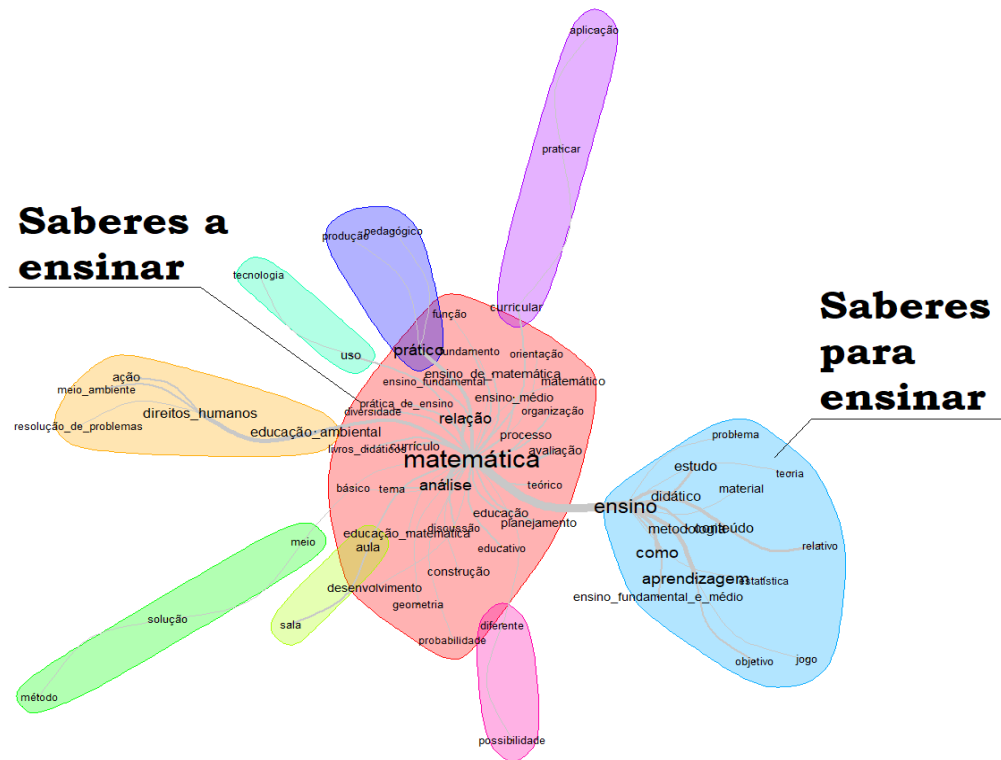 aplicação
praticar
Saberes a
ensinar
produção
pedagógico
tecnologia
uso
prático
função
curricular
fundamento
orientação
ensino_de_matemática
ensino_fundamental
matemático
ensino_médio
prática_de_ensino
diversidade
organização
relação
ação
meio_ambiente
direitos_humanos
resolução_de_problemas
educação_ambiental
processo
livros_didáticos
currículo
avaliação
matemática
análise
teórico
básico
tema
educação
planejamento
discussão
educação_matemática
aula
educativo
meio
construção
desenvolvimento
geometria
sala
solução
probabilidade
diferente
método
possibilidade
Saberes
para
ensinar
problema
estudo
teoria
didático
material
ensino
metodologia
conteúdo
como
relativo
aprendizagem
estatística
ensino_fundamental_e_médio
objetivo
jogo